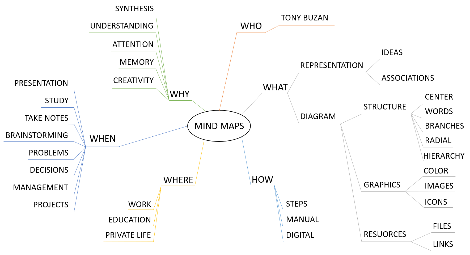 SYNTHESIS
UNDERSTANDING
ATTENTION
MEMORY
CREATIVITY
WHY
WHO
TONY BUZAN
WHAT
REPRESENTATION
IDEAS
ASSOCIATIONS
DIAGRAM
STRUCTURE
CENTER
WORDS
BRANCHES
RADIAL
HIERARCHY
GRAPHICS
COLOR
IMAGES
ICONS
RESUORCES
FILES
LINKS
MIND MAPS
WHEN
PRESENTATION
STUDY
TAKE NOTES
BRAINSTORMING
PROBLEMS
DECISIONS
MANAGEMENT
PROJECTS
WHERE
WORK
EDUCATION
PRIVATE LIFE
HOW
STEPS
MANUAL
DIGITAL